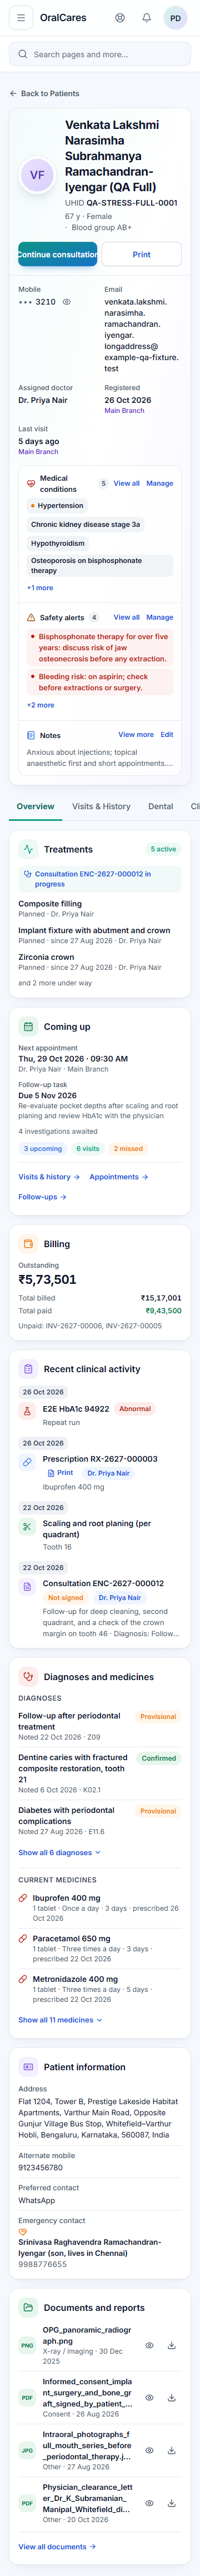 OralCares
PD
Search pages and more...
Back to Patients
VF
Venkata Lakshmi
Narasimha
Subrahmanya
Ramachandran-
Iyengar (QA Full)
UHID QA-STRESS-FULL-0001
67 y · Female
· Blood group AB+
Continue consultation
Print
Mobile
••• 3210
Email
venkata.lakshmi.
narasimha.
ramachandran.
iyengar.
longaddress@
example-qa-fixture.
test
Assigned doctor
Dr. Priya Nair
Registered
26 Oct 2026
Main Branch
Last visit
5 days ago
Main Branch
Medical
conditions
5 View all Manage
Hypertension
Chronic kidney disease stage 3a
Hypothyroidism
Osteoporosis on bisphosphonate
therapy
+1 more
Safety alerts 4 View all Manage
Bisphosphonate therapy for over five
years: discuss risk of jaw
osteonecrosis before any extraction.
Bleeding risk: on aspirin; check
before extractions or surgery.
+2 more
Notes View more Edit
Anxious about injections; topical
anaesthetic first and short appointments....
Overview Visits & History Dental Cli
Treatments 5 active
Consultation ENC-2627-000012 in
progress
Composite filling
Planned · Dr. Priya Nair
Implant fixture with abutment and crown
Planned · since 27 Aug 2026 · Dr. Priya Nair
Zirconia crown
Planned · since 27 Aug 2026 · Dr. Priya Nair
and 2 more under way
Coming up
Next appointment
Thu, 29 Oct 2026 · 09:30 AM
Dr. Priya Nair · Main Branch
Follow-up task
Due 5 Nov 2026
Re-evaluate pocket depths after scaling and root
planing and review HbA1c with the physician
4 investigations awaited
3 upcoming 6 visits 2 missed
Visits & history → Appointments →
Follow-ups →
Billing
Outstanding
₹5,73,501
Total billed ₹15,17,001
Total paid ₹9,43,500
Unpaid: INV-2627-00006, INV-2627-00005
Recent clinical activity
26 Oct 2026
E2E HbA1c 94922 Abnormal
Repeat run
26 Oct 2026
Prescription RX-2627-000003
Print Dr. Priya Nair
Ibuprofen 400 mg
22 Oct 2026
Scaling and root planing (per
quadrant)
Tooth 16
22 Oct 2026
Consultation ENC-2627-000012
Not signed Dr. Priya Nair
Follow-up for deep cleaning, second
quadrant, and a check of the crown
margin on tooth 46 · Diagnosis: Follow...
Diagnoses and medicines
DIAGNOSES
Follow-up after periodontal
treatment
Provisional
Noted 22 Oct 2026 · Z09
Dentine caries with fractured
composite restoration, tooth
21
Confirmed
Noted 6 Oct 2026 · K02.1
Diabetes with periodontal
complications
Provisional
Noted 27 Aug 2026 · E11.6
Show all 6 diagnoses
CURRENT MEDICINES
Ibuprofen 400 mg
1 tablet · Once a day · 3 days · prescribed 26
Oct 2026
Paracetamol 650 mg
1 tablet · Three times a day · 3 days ·
prescribed 22 Oct 2026
Metronidazole 400 mg
1 tablet · Three times a day · 5 days ·
prescribed 22 Oct 2026
Show all 11 medicines
Patient information
Address
Flat 1204, Tower B, Prestige Lakeside Habitat
Apartments, Varthur Main Road, Opposite
Gunjur Village Bus Stop, Whitefield–Varthur
Hobli, Bengaluru, Karnataka, 560087, India
Alternate mobile
9123456780
Preferred contact
WhatsApp
Emergency contact
Srinivasa Raghavendra Ramachandran-
Iyengar (son, lives in Chennai)
9988776655
Documents and reports
PNG
OPG_panoramic_radiogr
aph.png
X-ray / imaging · 30 Dec
2025
PDF
Informed_consent_impla
nt_surgery_and_bone_gr
aft_signed_by_patient_...
Consent · 26 Aug 2026
JPG
Intraoral_photographs_f
ull_mouth_series_before
_periodontal_therapy.j...
Other · 27 Aug 2026
PDF
Physician_clearance_lett
er_Dr_K_Subramanian_
Manipal_Whitefield_di...
Other · 20 Oct 2026
View all documents →